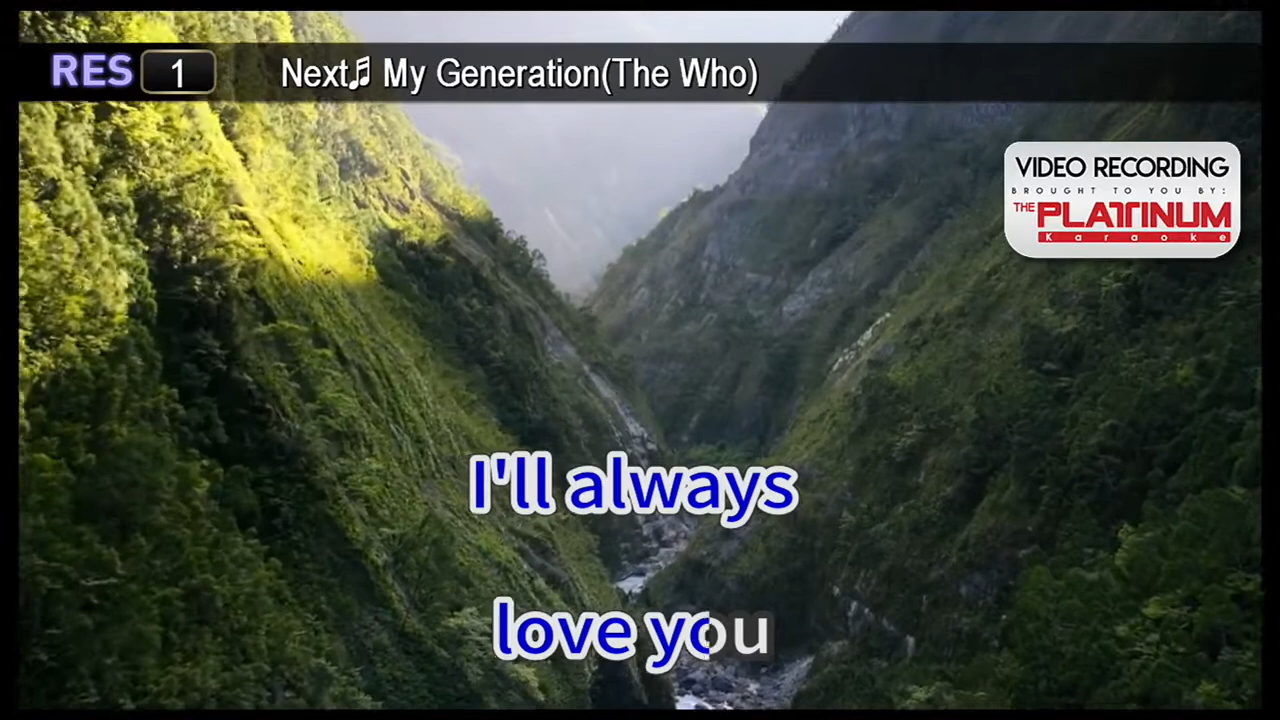 RES 1 Next♫ My Generation(The Who)
VIDEO RECORDING
BROUGHT TO YOU BY:
THE PLATINUM
Karaoke
I'll always
love you